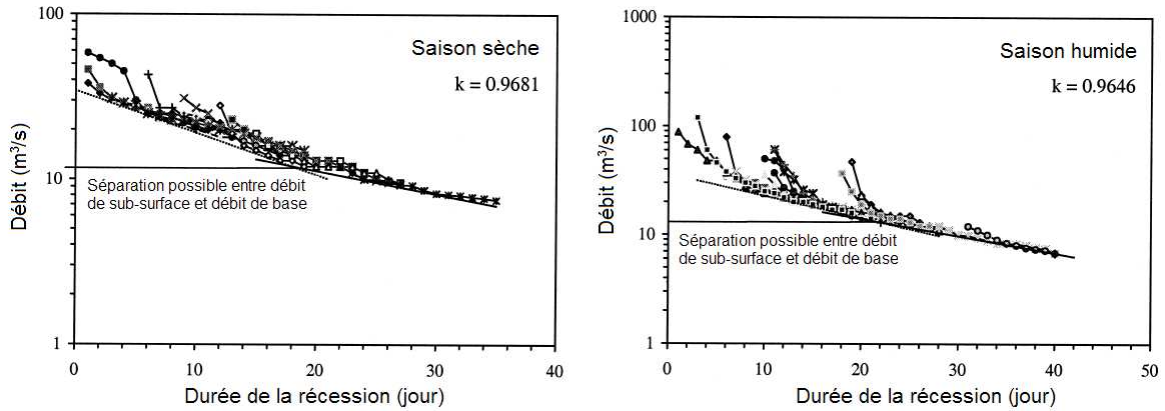 100
10
1
Débit (m³/s)
Saison sèche
k = 0.9681
Séparation possible entre débit
de sub-surface et débit de base
0 10 20 30 40
Durée de la récession (jour)
1000
100
10
1
Débit (m³/s)
Saison humide
k = 0.9646
Séparation possible entre débit
de sub-surface et débit de base
0 10 20 30 40 50
Durée de la récession (jour)